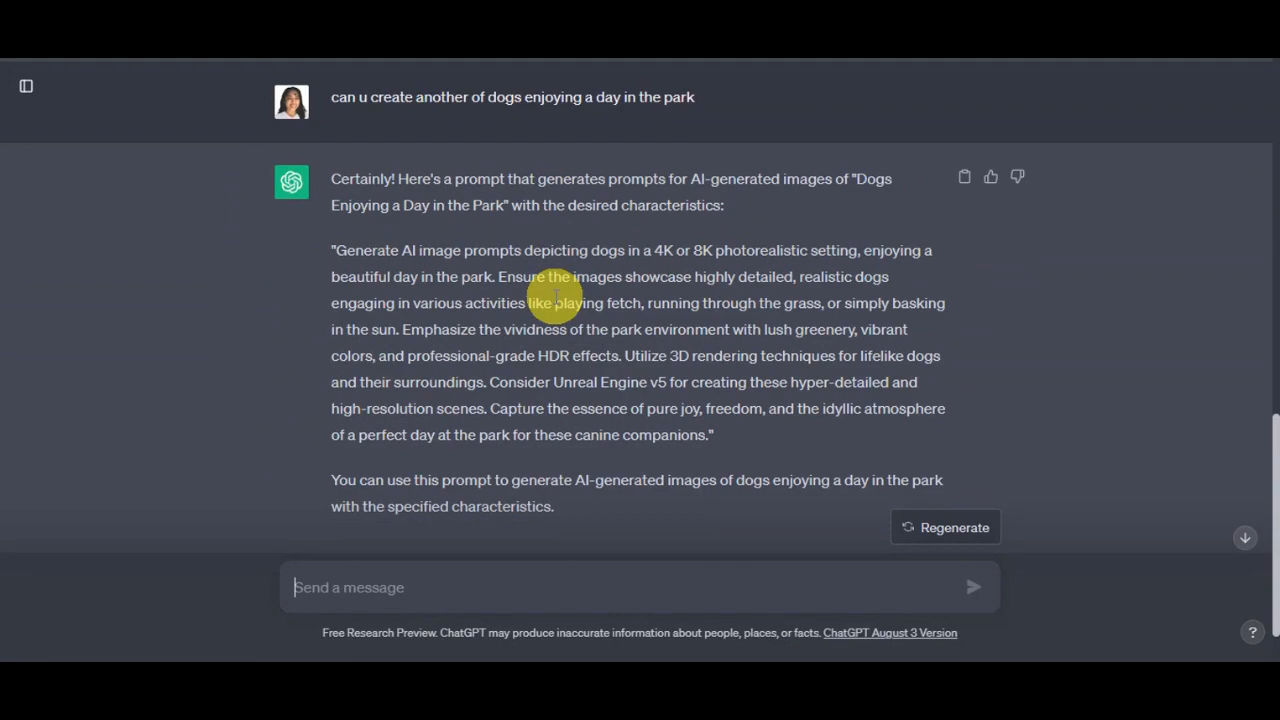 can u create another of dogs enjoying a day in the park
Certainly! Here's a prompt that generates prompts for AI-generated images of "Dogs
Enjoying a Day in the Park" with the desired characteristics:
"Generate AI image prompts depicting dogs in a 4K or 8K photorealistic setting, enjoying a
beautiful day in the park. Ensure the images showcase highly detailed, realistic dogs
engaging in various activities like playing fetch, running through the grass, or simply basking
in the sun. Emphasize the vividness of the park environment with lush greenery, vibrant
colors, and professional-grade HDR effects. Utilize 3D rendering techniques for lifelike dogs
and their surroundings. Consider Unreal Engine v5 for creating these hyper-detailed and
high-resolution scenes. Capture the essence of pure joy, freedom, and the idyllic atmosphere
of a perfect day at the park for these canine companions."
You can use this prompt to generate AI-generated images of dogs enjoying a day in the park
with the specified characteristics.
Regenerate
Send a message
Free Research Preview. ChatGPT may produce inaccurate information about people, places, or facts. ChatGPT August 3 Version
?